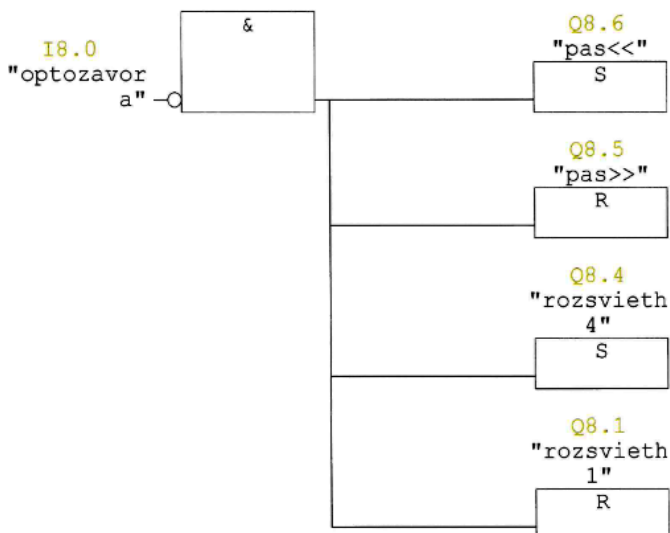 I8.0
"optozavor
a"
&
Q8.6
"pas<<"
S
Q8.5
"pas>>"
R
Q8.4
"rozsvieth
4"
S
Q8.1
"rozsvieth
1"
R